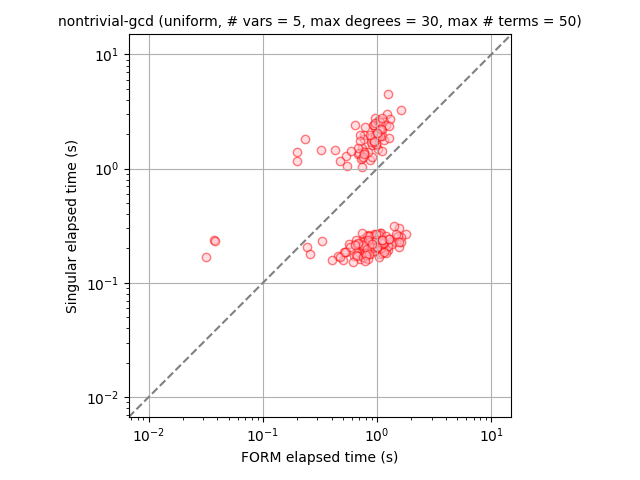 nontrivial-gcd (uniform, # vars = 5, max degrees = 30, max # terms = 50)
Singular elapsed time (s)
10¹
10⁰
10⁻¹
10⁻²
10⁻² 10⁻¹ 10⁰ 10¹
FORM elapsed time (s)